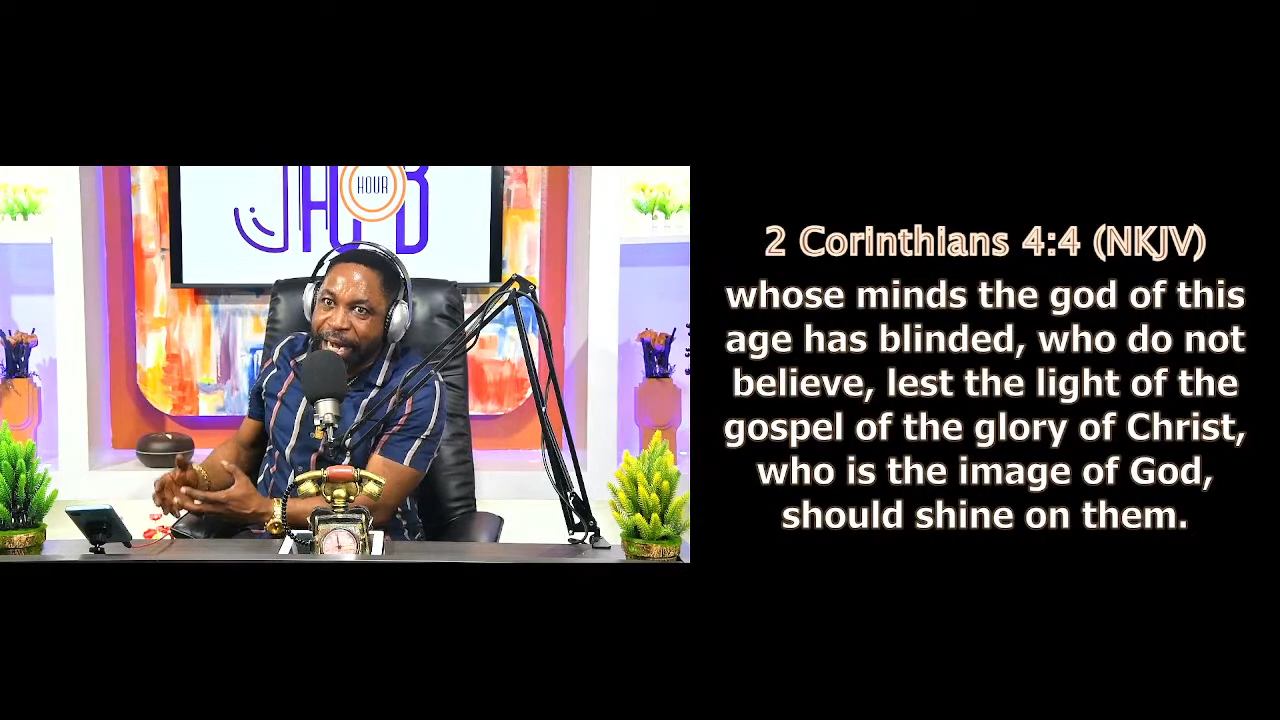 HOUR
2 Corinthians 4:4 (NKJV)
whose minds the god of this
age has blinded, who do not
believe, lest the light of the
gospel of the glory of Christ,
who is the image of God,
should shine on them.